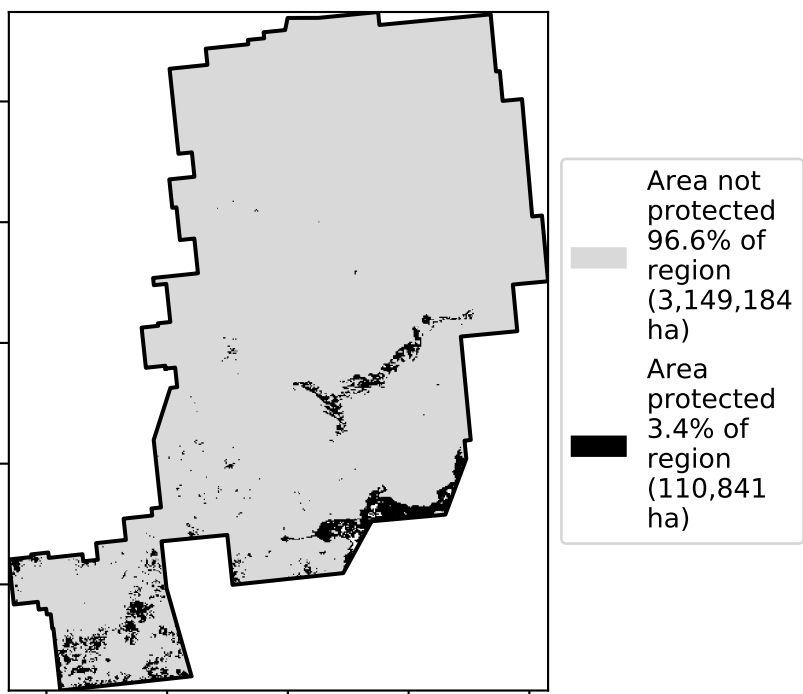 Area not
protected
96.6% of
region
(3,149,184
ha)
Area
protected
3.4% of
region
(110,841
ha)